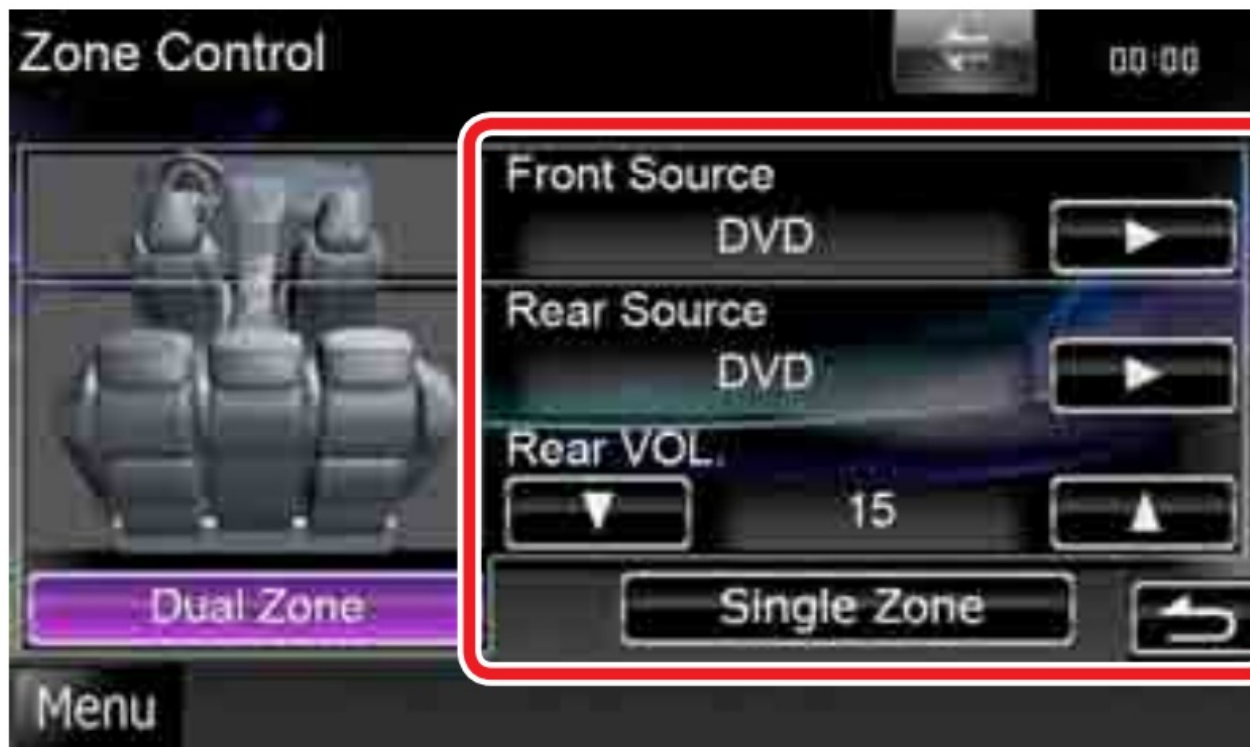 Zone Control
00:00
Front Source
DVD
Rear Source
DVD
Rear VOL.
15
Dual Zone
Single Zone
Menu